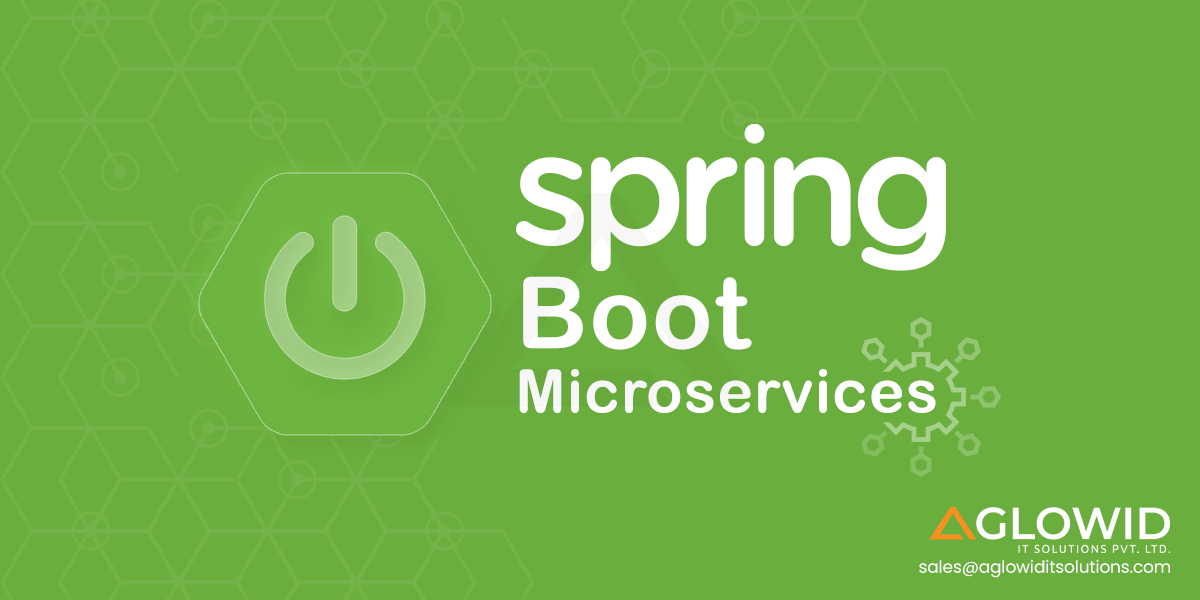 spring
Boot
Microservices
AGLOWID
IT SOLUTIONS PVT. LTD.
sales@aglowiditsolutions.com